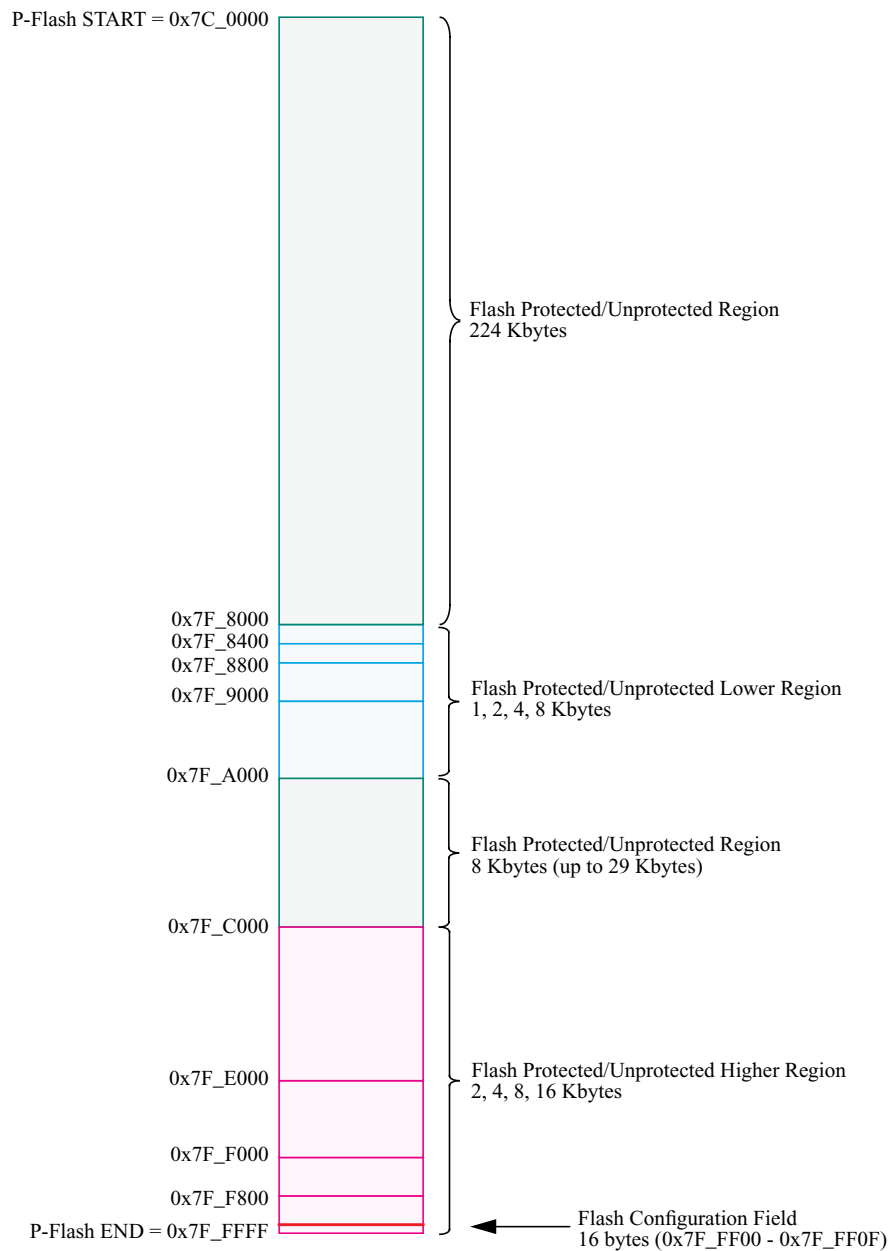 P-Flash START = 0x7C_0000
Flash Protected/Unprotected Region
224 Kbytes
0x7F_8000
0x7F_8400
0x7F_8800
0x7F_9000
Flash Protected/Unprotected Lower Region
1, 2, 4, 8 Kbytes
0x7F_A000
Flash Protected/Unprotected Region
8 Kbytes (up to 29 Kbytes)
0x7F_C000
0x7F_E000
Flash Protected/Unprotected Higher Region
2, 4, 8, 16 Kbytes
0x7F_F000
0x7F_F800
P-Flash END = 0x7F_FFFF
Flash Configuration Field
16 bytes (0x7F_FF00 - 0x7F_FF0F)